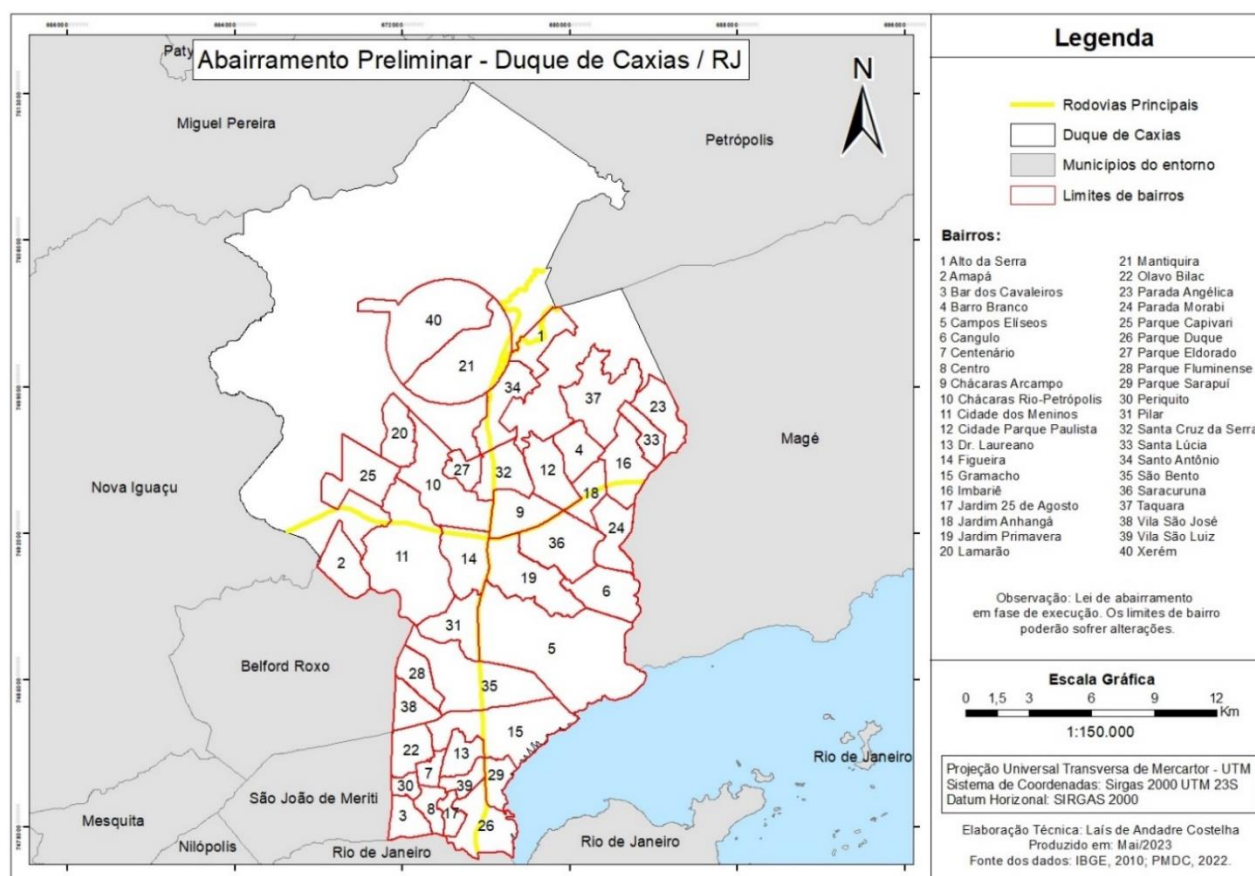 Abairramento Preliminar - Duque de Caxias / RJ
Paty
Miguel Pereira
Petrópolis
N
Nova Iguaçu
Magé
Belford Roxo
São João de Meriti
Mesquita
Nilópolis
Rio de Janeiro
Rio de Janeiro
Rio de Janeiro
40
21
1
34
37
23
20
27
32
12
4
33
16
25
10
18
9
24
2
11
14
36
19
6
31
5
28
35
38
15
22
13
7
29
30
39
3
8
17
26
Legenda
Rodovias Principais
Duque de Caxias
Municípios do entorno
Limites de bairros
Bairros:
1 Alto da Serra
2 Amapá
3 Bar dos Cavaleiros
4 Barro Branco
5 Campos Elíseos
6 Cangulo
7 Centenário
8 Centro
9 Chácaras Arcampo
10 Chácaras Rio-Petrópolis
11 Cidade dos Meninos
12 Cidade Parque Paulista
13 Dr. Laureano
14 Figueira
15 Gramacho
16 Imbariê
17 Jardim 25 de Agosto
18 Jardim Anhangá
19 Jardim Primavera
20 Lamarão
21 Mantiquira
22 Olavo Bilac
23 Parada Angélica
24 Parada Morabi
25 Parque Capivari
26 Parque Duque
27 Parque Eldorado
28 Parque Fluminense
29 Parque Sarapuí
30 Periquito
31 Pilar
32 Santa Cruz da Serra
33 Santa Lúcia
34 Santo Antônio
35 São Bento
36 Saracuruna
37 Taquara
38 Vila São José
39 Vila São Luiz
40 Xerém
Observação: Lei de abairramento
em fase de execução. Os limites de bairro
poderão sofrer alterações.
Escala Gráfica
0 1,5 3 6 9 12
Km
1:150.000
Projeção Universal Transversa de Mercartor - UTM
Sistema de Coordenadas: Sirgas 2000 UTM 23S
Datum Horizonal: SIRGAS 2000
Elaboração Técnica: Laís de Andadre Costelha
Produzido em: Mai/2023
Fonte dos dados: IBGE, 2010; PMDC, 2022.